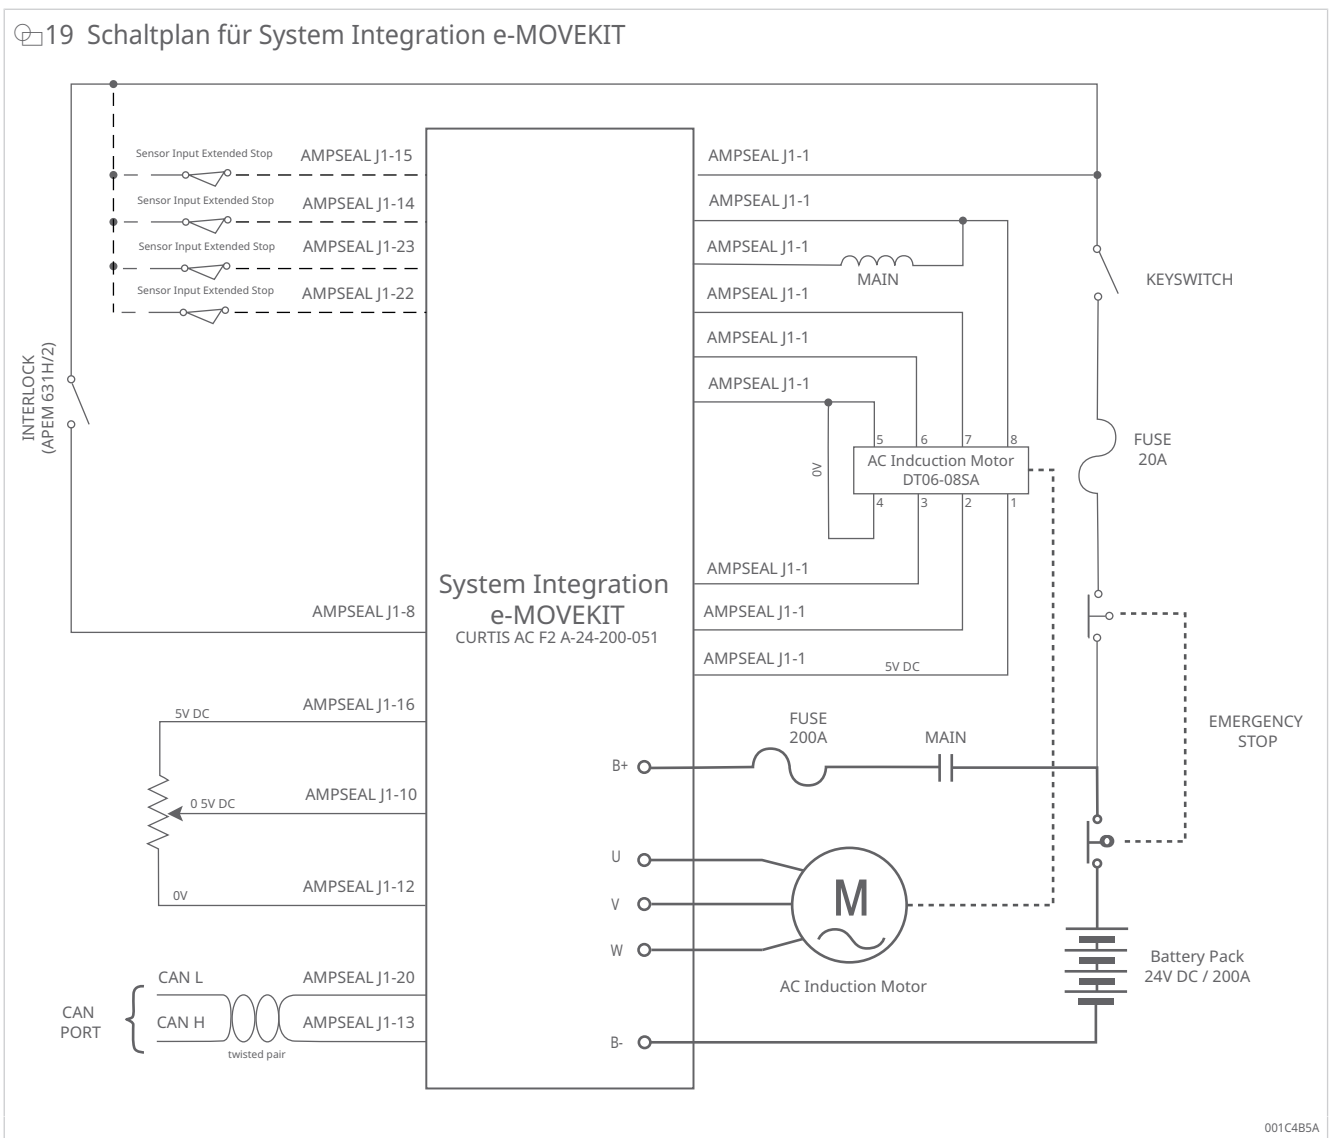 19 Schaltplan für System Integration e-MOVEKIT
Sensor Input Extended Stop
AMPSEAL J1-15
Sensor Input Extended Stop
AMPSEAL J1-14
Sensor Input Extended Stop
AMPSEAL J1-23
Sensor Input Extended Stop
AMPSEAL J1-22
INTERLOCK
(APEM 631H/2)
AMPSEAL J1-8
5V DC
AMPSEAL J1-16
0 5V DC
AMPSEAL J1-10
0V
AMPSEAL J1-12
CAN
PORT
CAN L
AMPSEAL J1-20
CAN H
AMPSEAL J1-13
twisted pair
System Integration
e-MOVEKIT
CURTIS AC F2 A-24-200-051
AMPSEAL J1-1
AMPSEAL J1-1
AMPSEAL J1-1
MAIN
AMPSEAL J1-1
AMPSEAL J1-1
AMPSEAL J1-1
0V
5
6
7
8
AC Indcuction Motor
DT06-08SA
4
3
2
1
AMPSEAL J1-1
AMPSEAL J1-1
AMPSEAL J1-1
5V DC
KEYSWITCH
FUSE
20A
EMERGENCY
STOP
FUSE
200A
MAIN
B+
U
V
W
B-
M
AC Induction Motor
Battery Pack
24V DC / 200A
001C4B5A